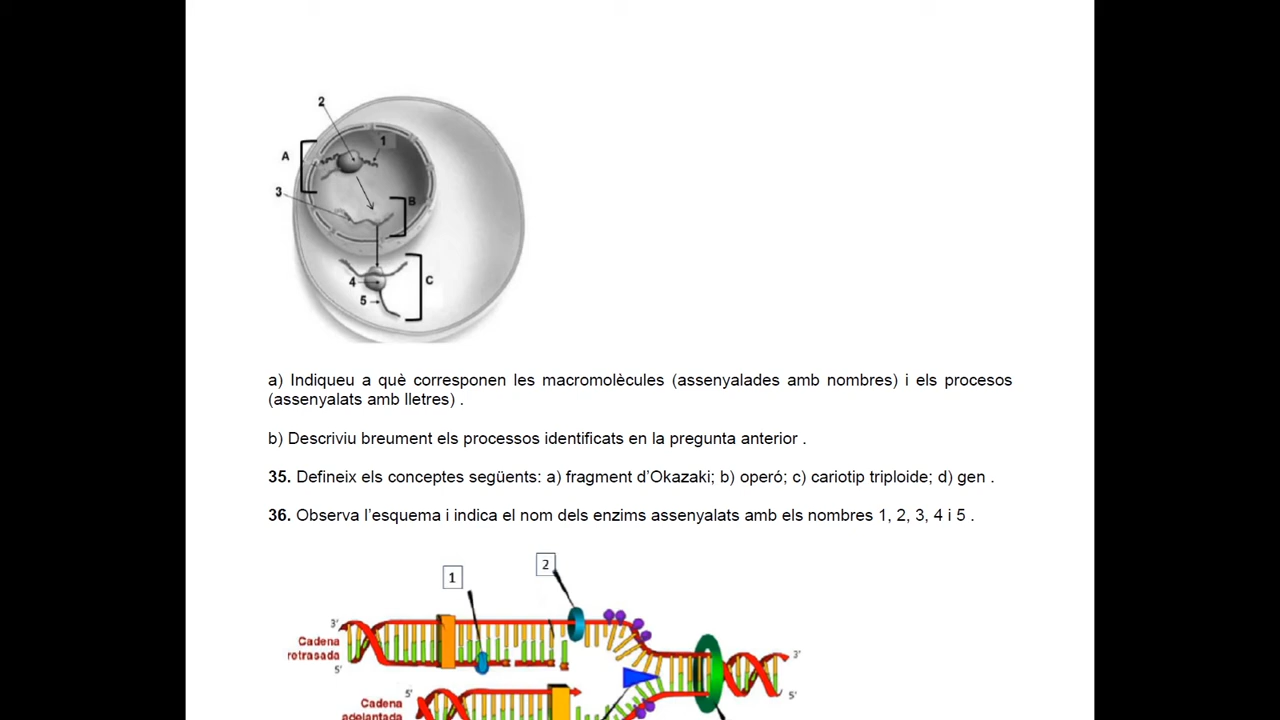 2
1
A
3
B
4
C
5
a) Indiqueu a què corresponen les macromolècules (assenyalades amb nombres) i els procesos
(assenyalats amb lletres) .
b) Descriviu breument els processos identificats en la pregunta anterior .
35. Defineix els conceptes següents: a) fragment d’Okazaki; b) operó; c) cariotip triploide; d) gen .
36. Observa l’esquema i indica el nom dels enzims assenyalats amb els nombres 1, 2, 3, 4 i 5 .
2
1
3'
Cadena
retrasada
5'
3'
5'
5'
Cadena
adelantada